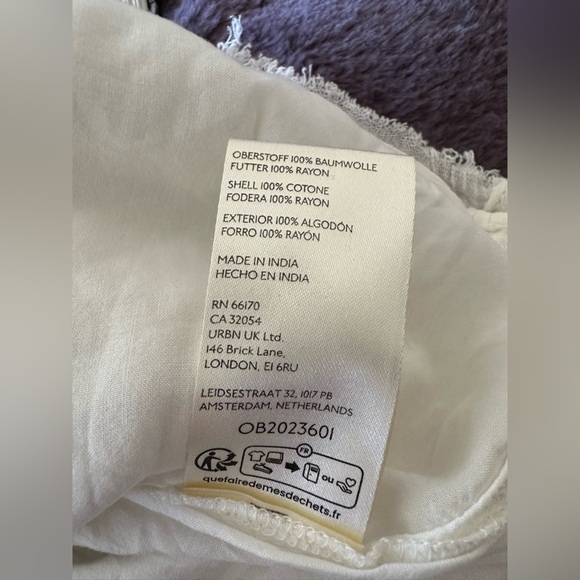 OBERSTOFF 100% BAUMWOLLE
FUTTER 100% RAYON
SHELL 100% COTONE
FODERA 100% RAYON
EXTERIOR 100% ALGODÓN
FORRO 100% RAYÓN
MADE IN INDIA
HECHO EN INDIA
RN 66170
CA 32054
URBN UK Ltd.
146 Brick Lane,
LONDON, E1 6RU
LEIDSESTRAAT 32, 1017 PB
AMSTERDAM, NETHERLANDS
OB2023601
FR
OU
quefairedemesdechets.fr